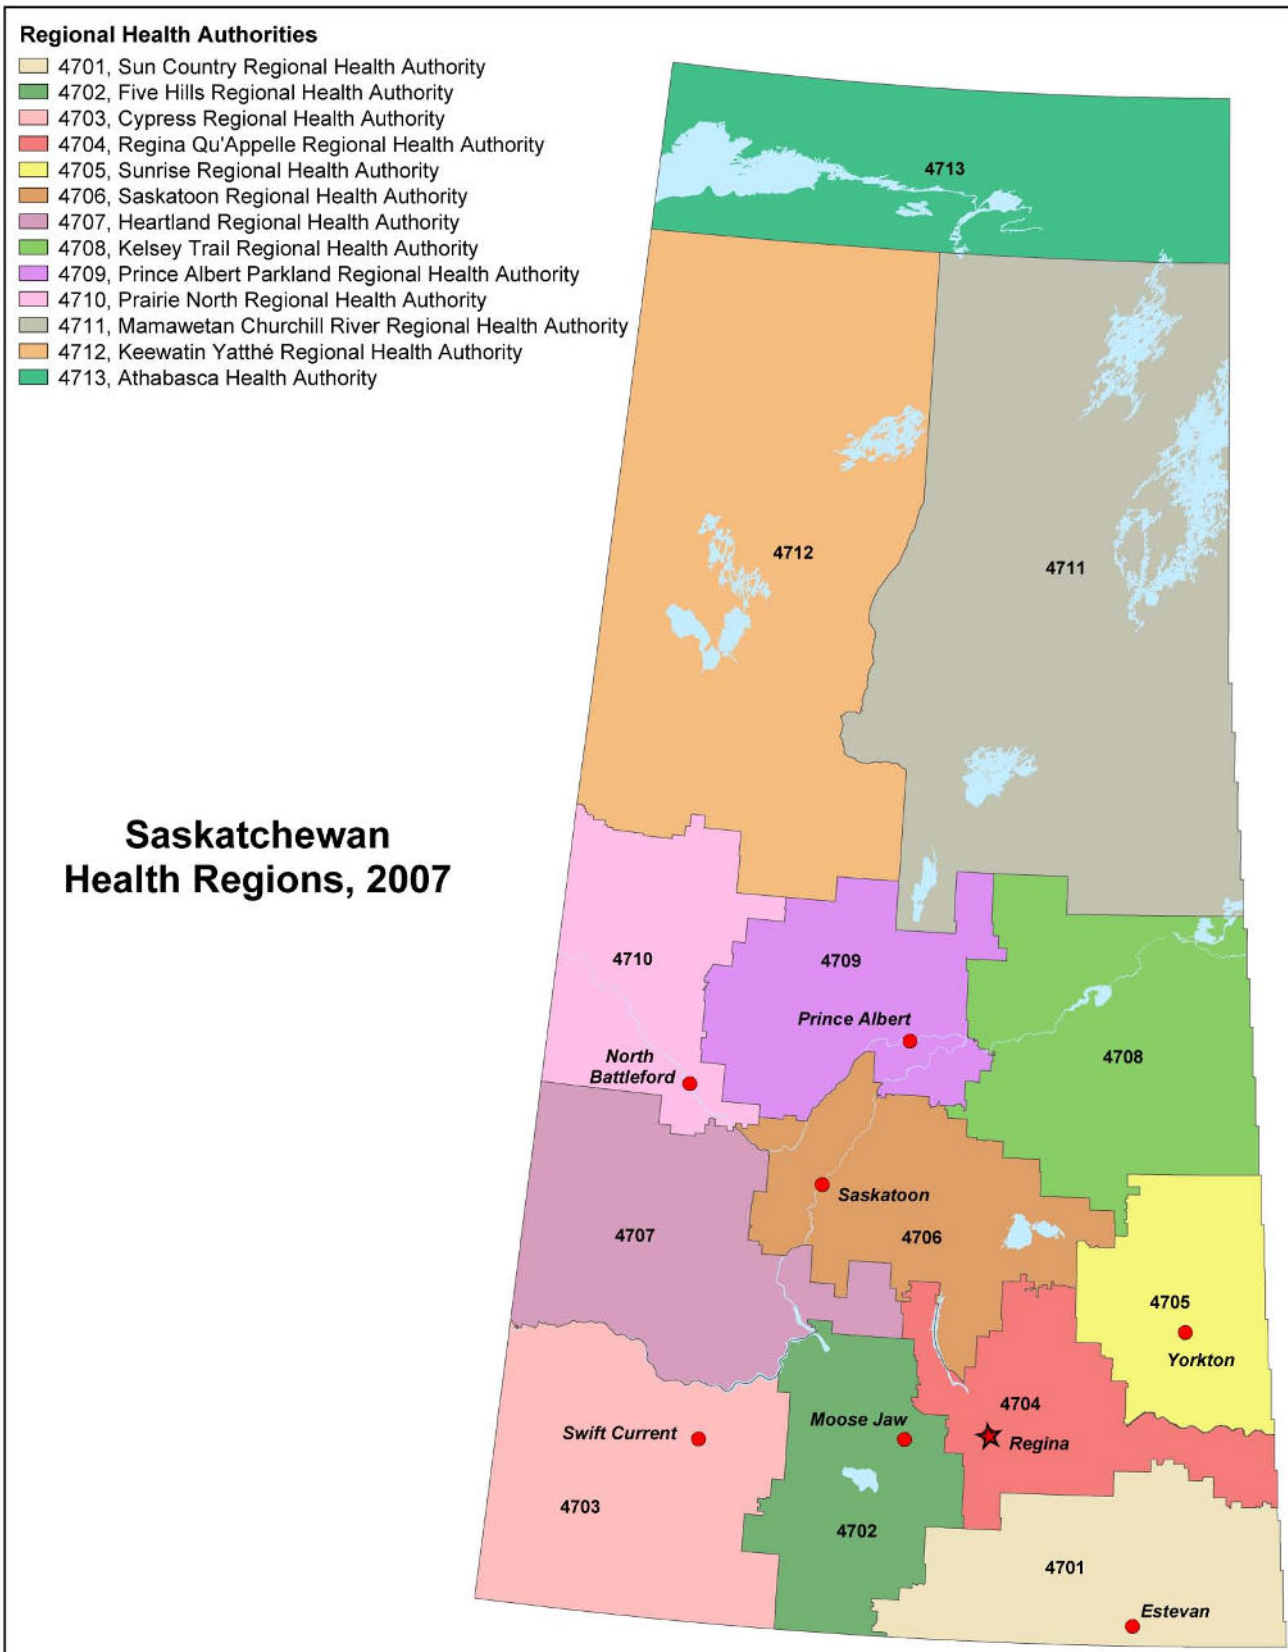 Regional Health Authorities
4701, Sun Country Regional Health Authority
4702, Five Hills Regional Health Authority
4703, Cypress Regional Health Authority
4704, Regina Qu'Appelle Regional Health Authority
4705, Sunrise Regional Health Authority
4706, Saskatoon Regional Health Authority
4707, Heartland Regional Health Authority
4708, Kelsey Trail Regional Health Authority
4709, Prince Albert Parkland Regional Health Authority
4710, Prairie North Regional Health Authority
4711, Mamawetan Churchill River Regional Health Authority
4712, Keewatin Yatthé Regional Health Authority
4713, Athabasca Health Authority
Saskatchewan
Health Regions, 2007
4713
4712
4711
4710
4709
Prince Albert
North
Battleford
4708
Saskatoon
4707
4706
4705
Yorkton
4704
Regina
Moose Jaw
Swift Current
4703
4702
4701
Estevan